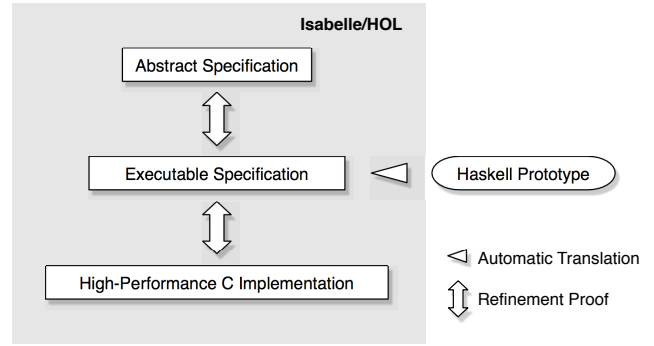 Isabelle/HOL
Abstract Specification
Executable Specification
Haskell Prototype
High-Performance C Implementation
Automatic Translation
Refinement Proof